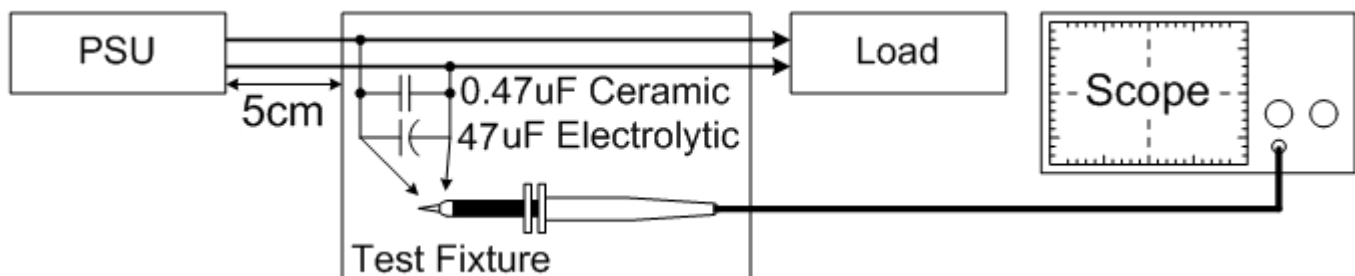 PSU
Load
Scope
5cm
0.47uF Ceramic
47uF Electrolytic
Test Fixture